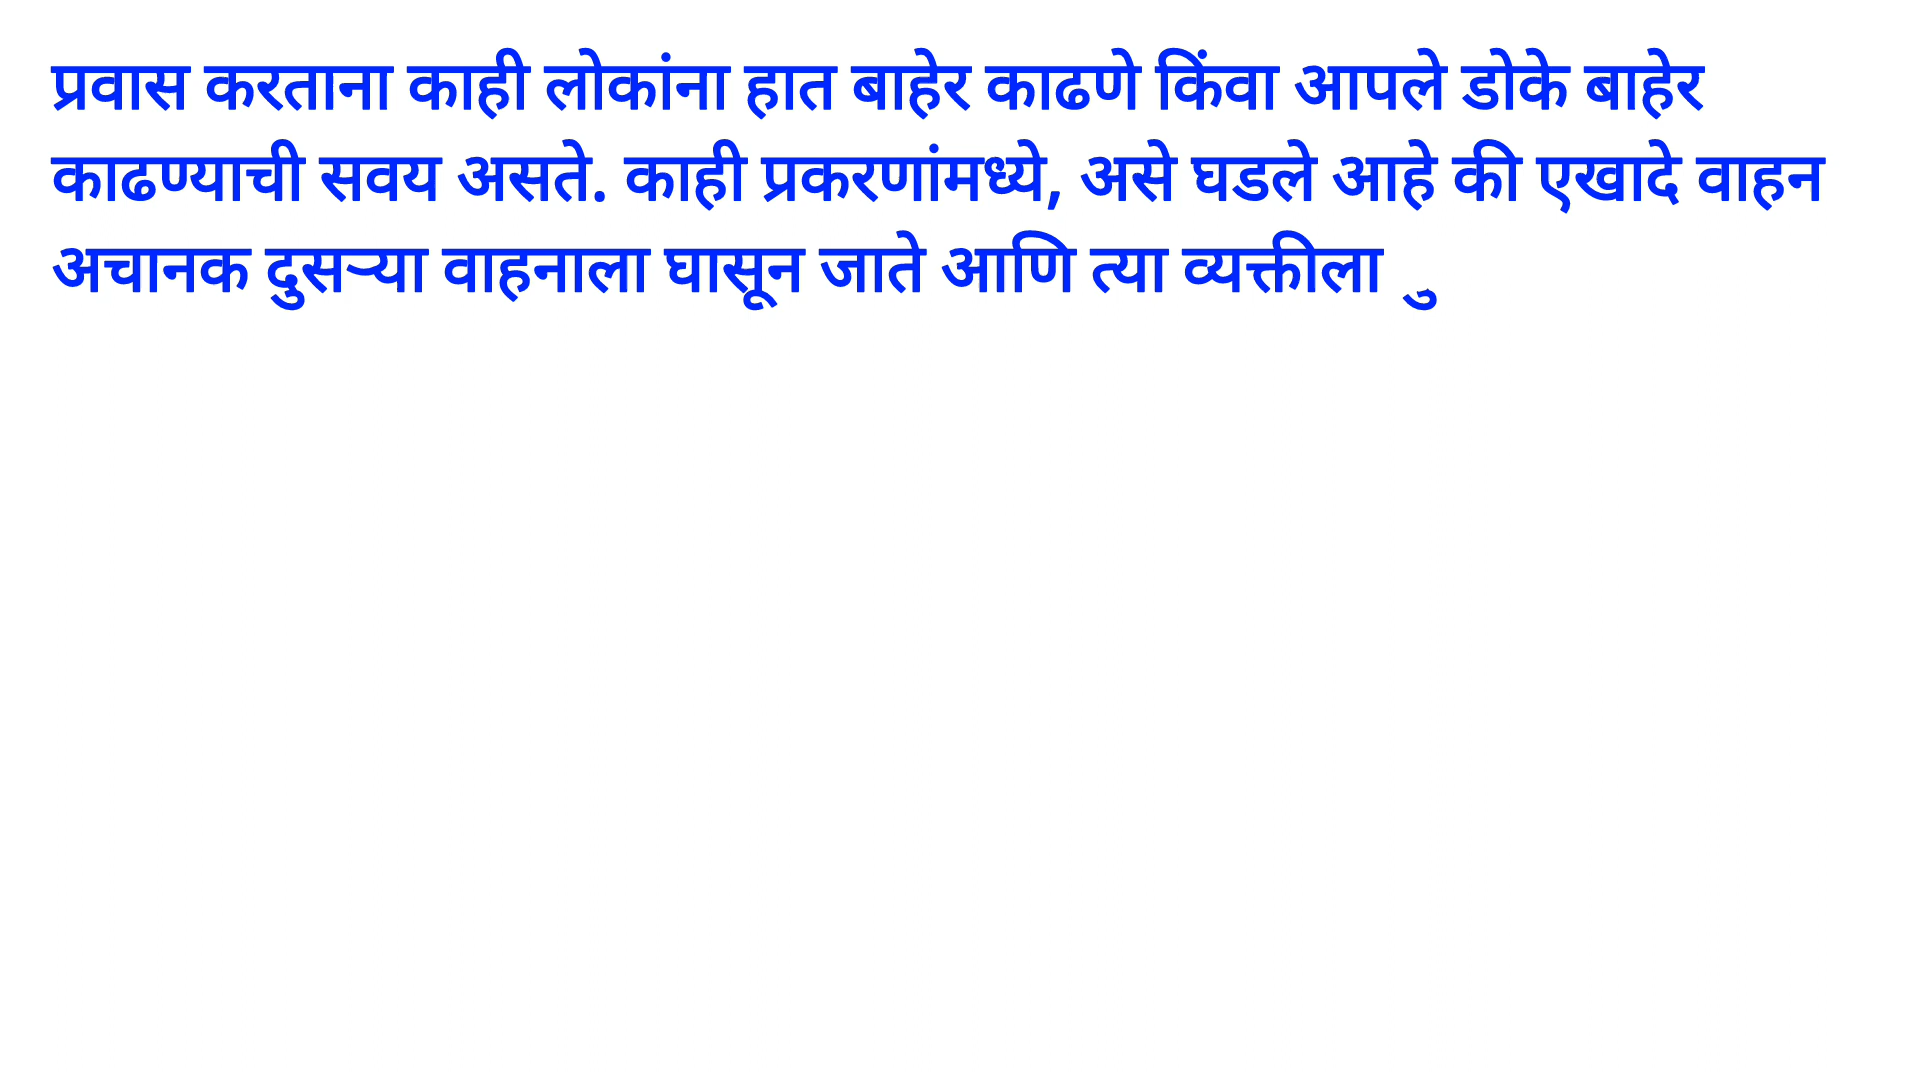 प्रवास करताना काही लोकांना हात बाहेर काढणे किंवा आपले डोके बाहेर
काढण्याची सवय असते. काही प्रकरणांमध्ये, असे घडले आहे की एखादे वाहन
अचानक दुसऱ्या वाहनाला घासून जाते आणि त्या व्यक्तीला ु